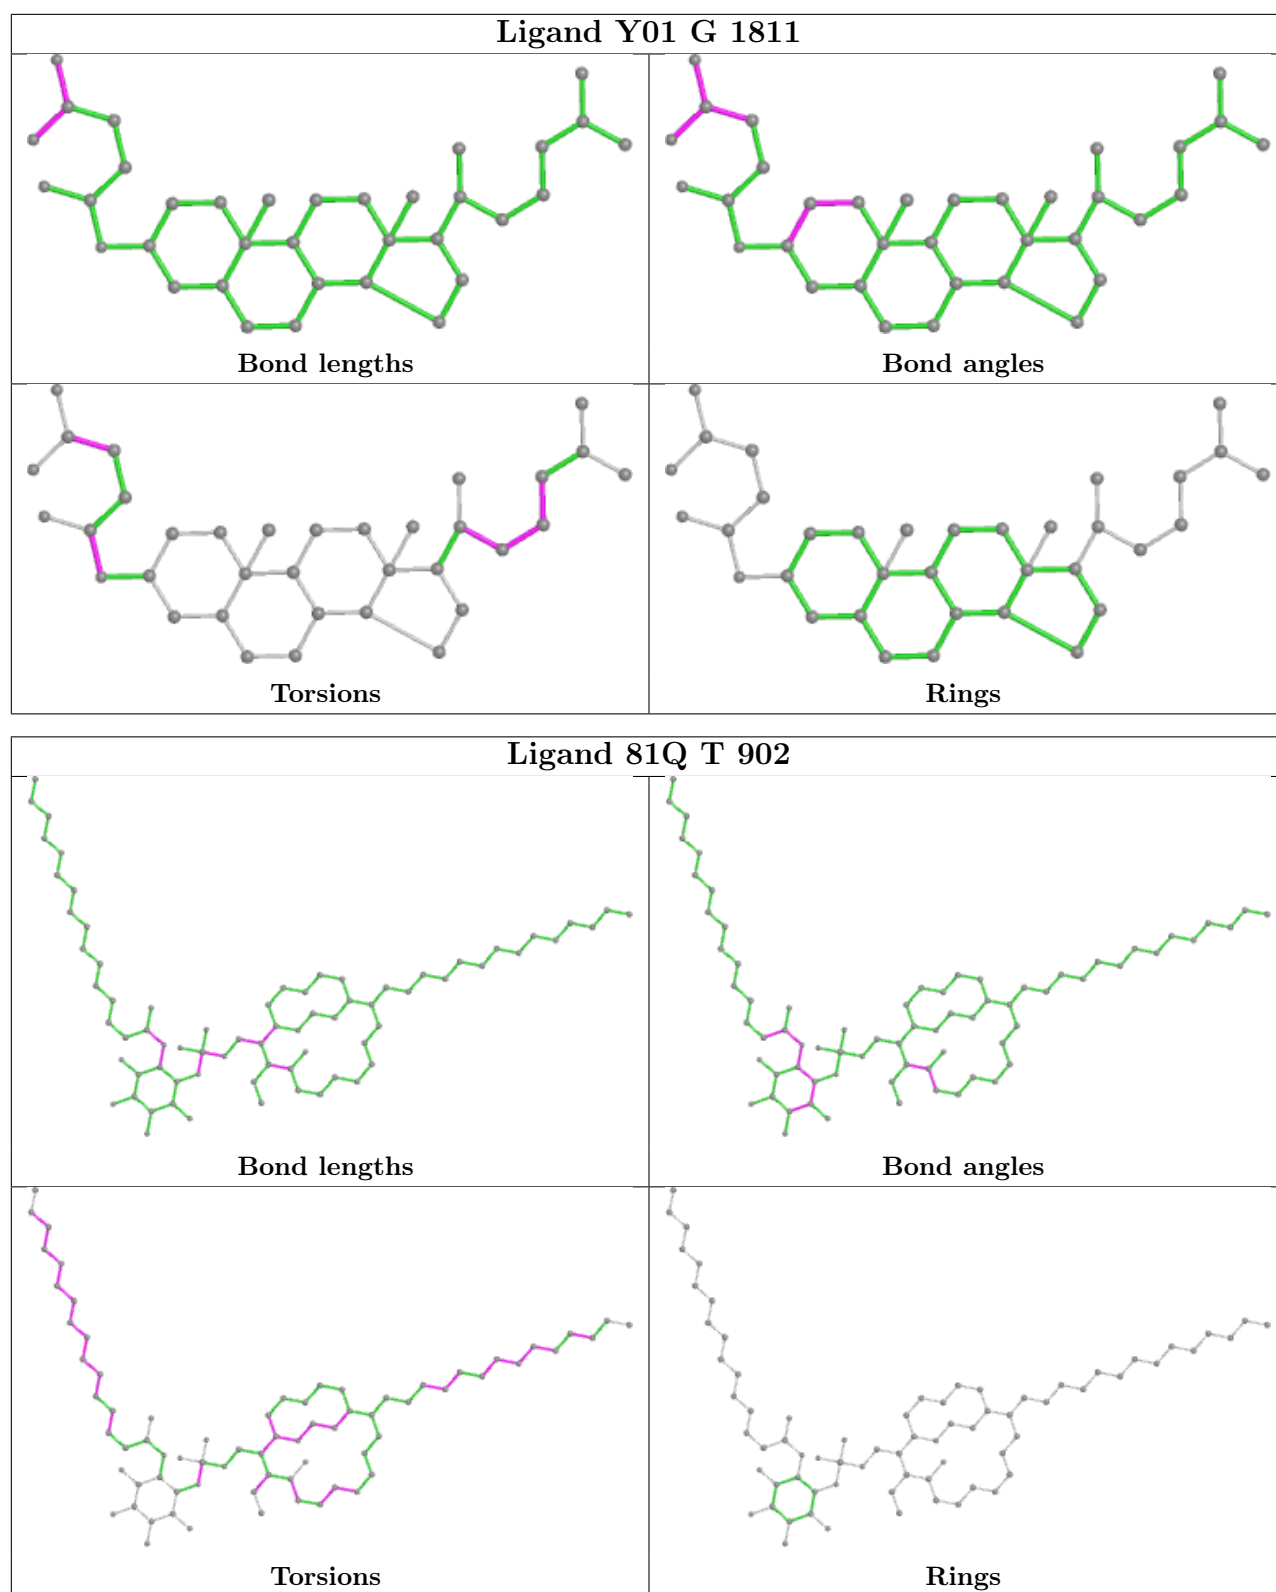 Ligand Y01 G 1811
Bond lengths
Bond angles
Torsions
Rings
Ligand 81Q T 902
Bond lengths
Bond angles
Torsions
Rings